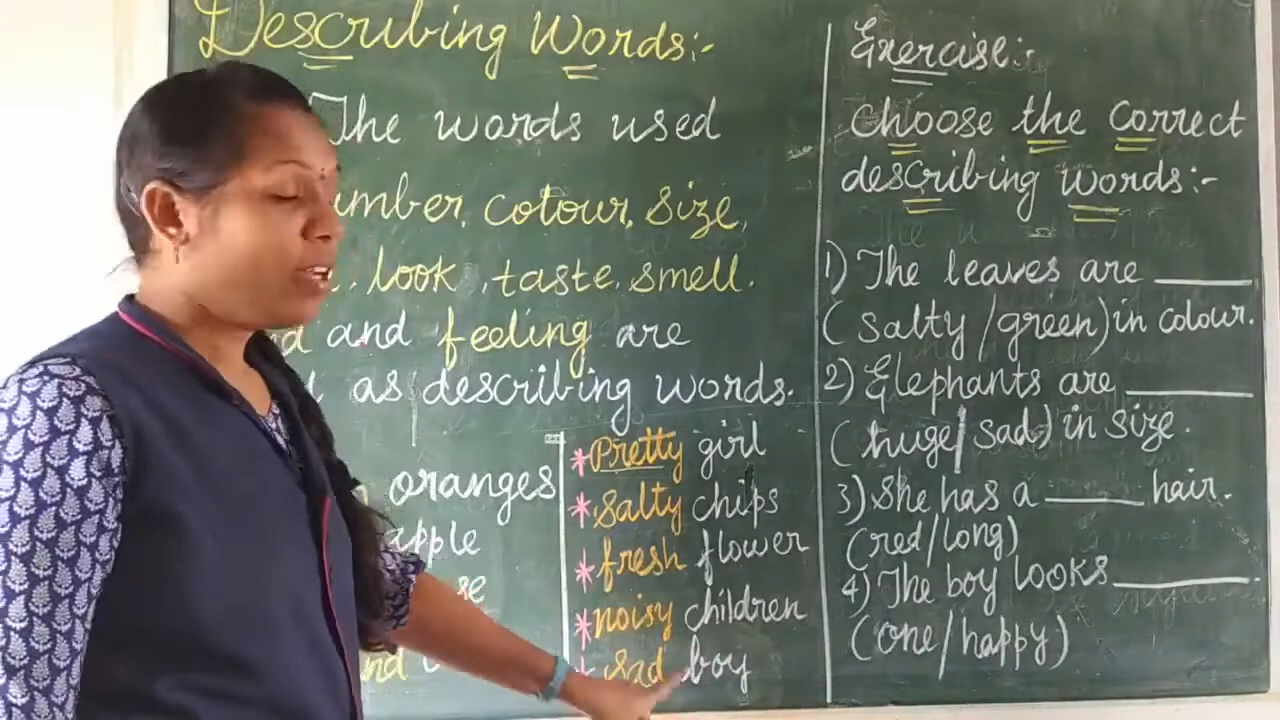 Describing Words:-
The words used
colour, size,
look, taste, smell.
and feeling are
as describing words.
oranges
apple
*Pretty girl
*salty chips
*fresh flower
*noisy children
sad boy
Exercise:-
Choose the correct
describing words:-
1) The leaves are ______
(salty/green) in colour.
2) Elephants are ______
(huge/sad) in size.
3) She has a ______ hair.
(red/long)
4) The boy looks ______.
(one/happy)